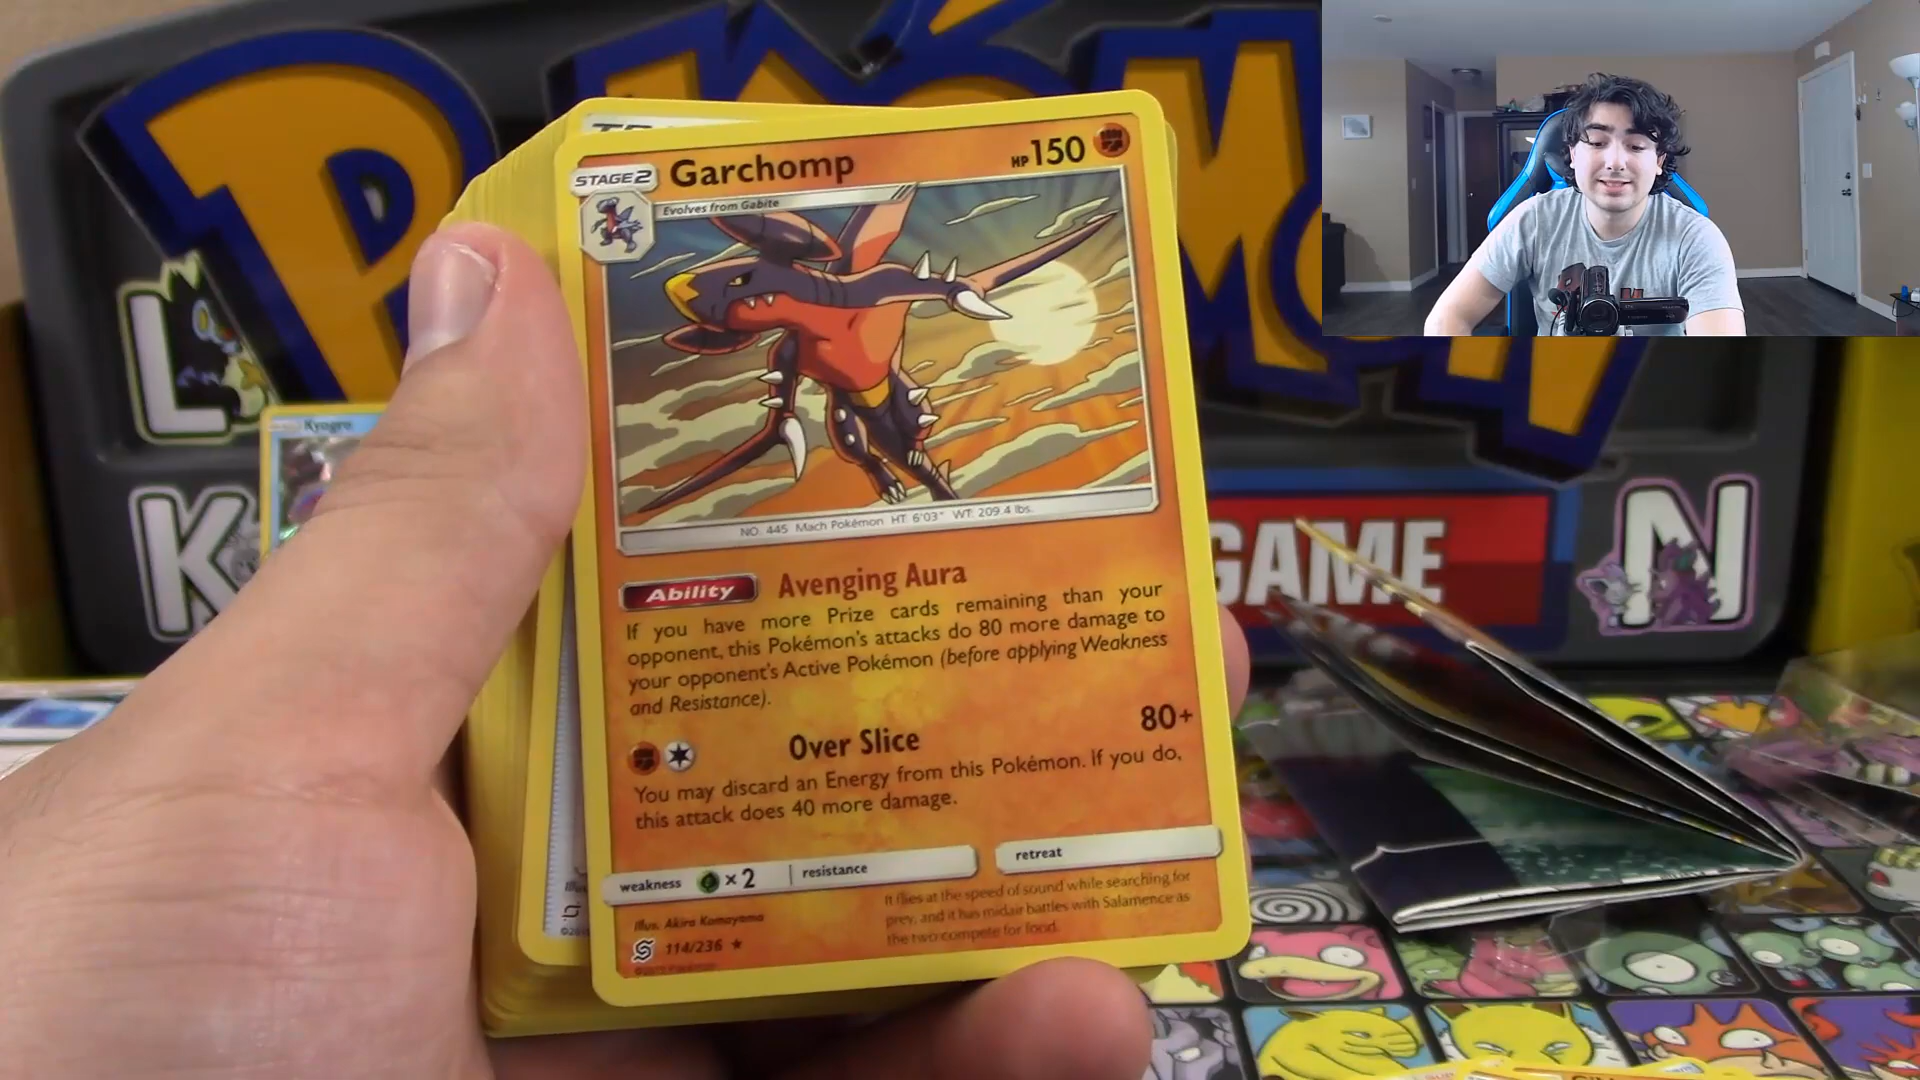 POKÉMON
L
K
GAME
N
Kyogre
STAGE 2 Garchomp HP 150
Evolves from Gabite
NO. 445 Mach Pokémon HT: 6'03" WT: 209.4 lbs.
Ability Avenging Aura
If you have more Prize cards remaining than your
opponent, this Pokémon's attacks do 80 more damage to
your opponent's Active Pokémon (before applying Weakness
and Resistance).
Over Slice 80+
You may discard an Energy from this Pokémon. If you do,
this attack does 40 more damage.
weakness ×2 resistance retreat
Illus. Akira Komayama
114/236
It flies at the speed of sound while searching for
prey, and it has midair battles with Salamence as
the two compete for food.